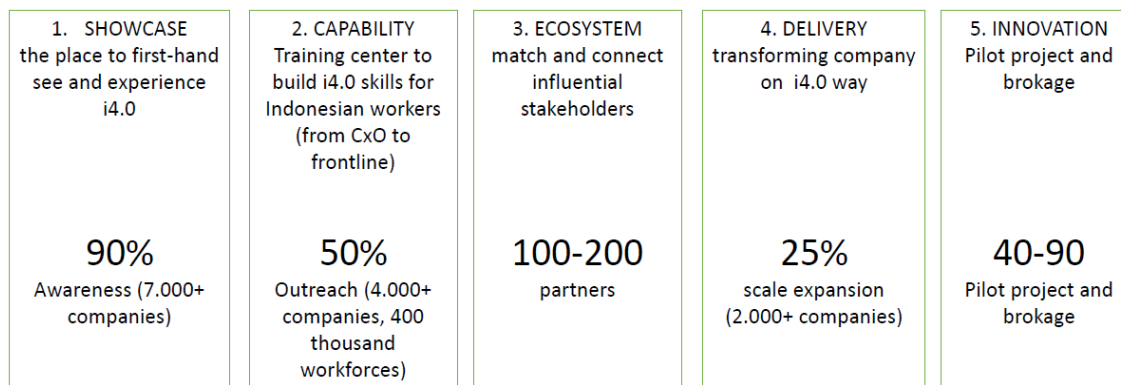 1. SHOWCASE
the place to first-hand
see and experience
i4.0
90%
Awareness (7.000+
companies)
2. CAPABILITY
Training center to
build i4.0 skills for
Indonesian workers
(from CxO to
frontline)
50%
Outreach (4.000+
companies, 400
thousand
workforces)
3. ECOSYSTEM
match and connect
influential
stakeholders
100-200
partners
4. DELIVERY
transforming company
on i4.0 way
25%
scale expansion
(2.000+ companies)
5. INNOVATION
Pilot project and
brokage
40-90
Pilot project and
brokage